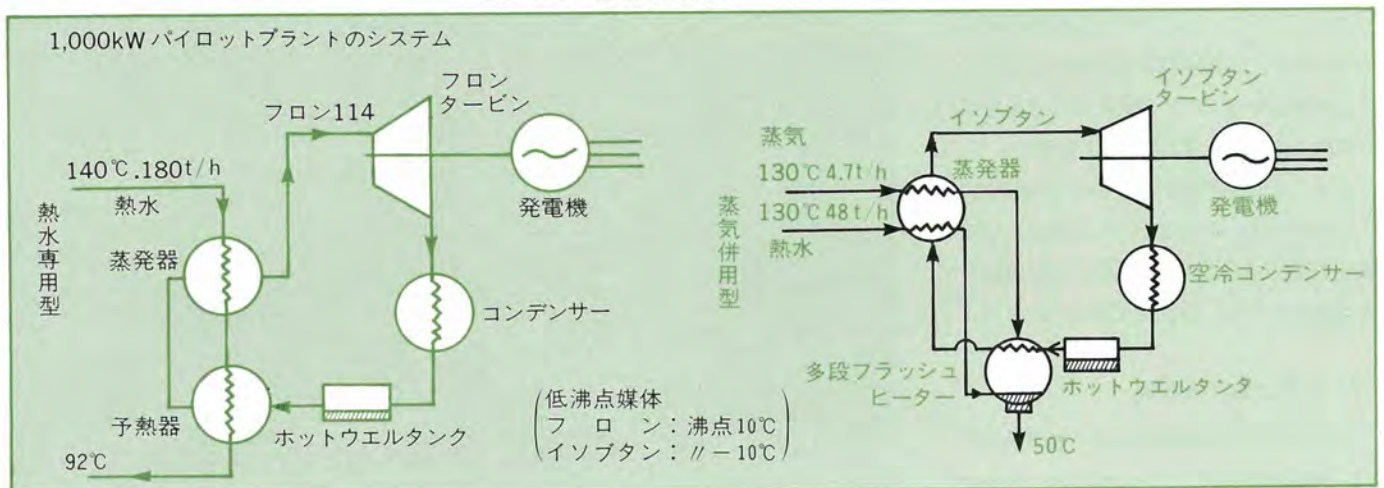 1,000kWパイロットプラントのシステム
熱水専用型
140℃.180t/h
熱水
蒸発器
予熱器
92℃
フロン114
フロン
タービン
発電機
コンデンサー
ホットウエルタンク
低沸点媒体
フロン:沸点10℃
イソブタン:〃－10℃
蒸気併用型
蒸気
130℃ 4.7t/h
130℃ 48t/h
熱水
蒸発器
イソブタン
イソブタン
タービン
発電機
空冷コンデンサー
多段フラッシュ
ヒーター
ホットウエルタンタ
50℃